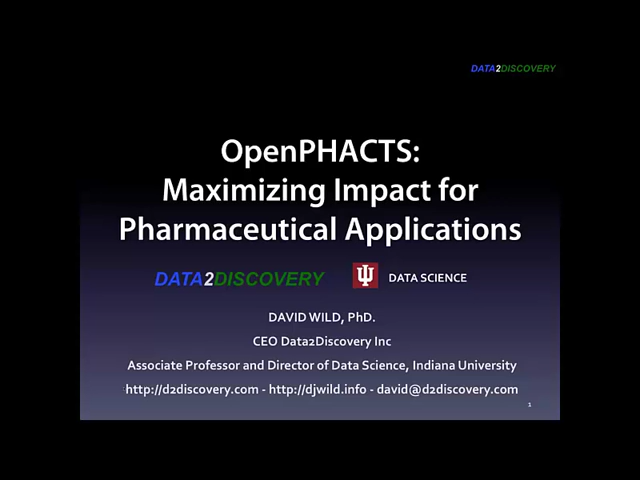 DATA2DISCOVERY
OpenPHACTS:
Maximizing Impact for
Pharmaceutical Applications
DATA2DISCOVERY DATA SCIENCE
DAVID WILD, PhD.
CEO Data2Discovery Inc
Associate Professor and Director of Data Science, Indiana University
http://d2discovery.com - http://djwild.info - david@d2discovery.com
1